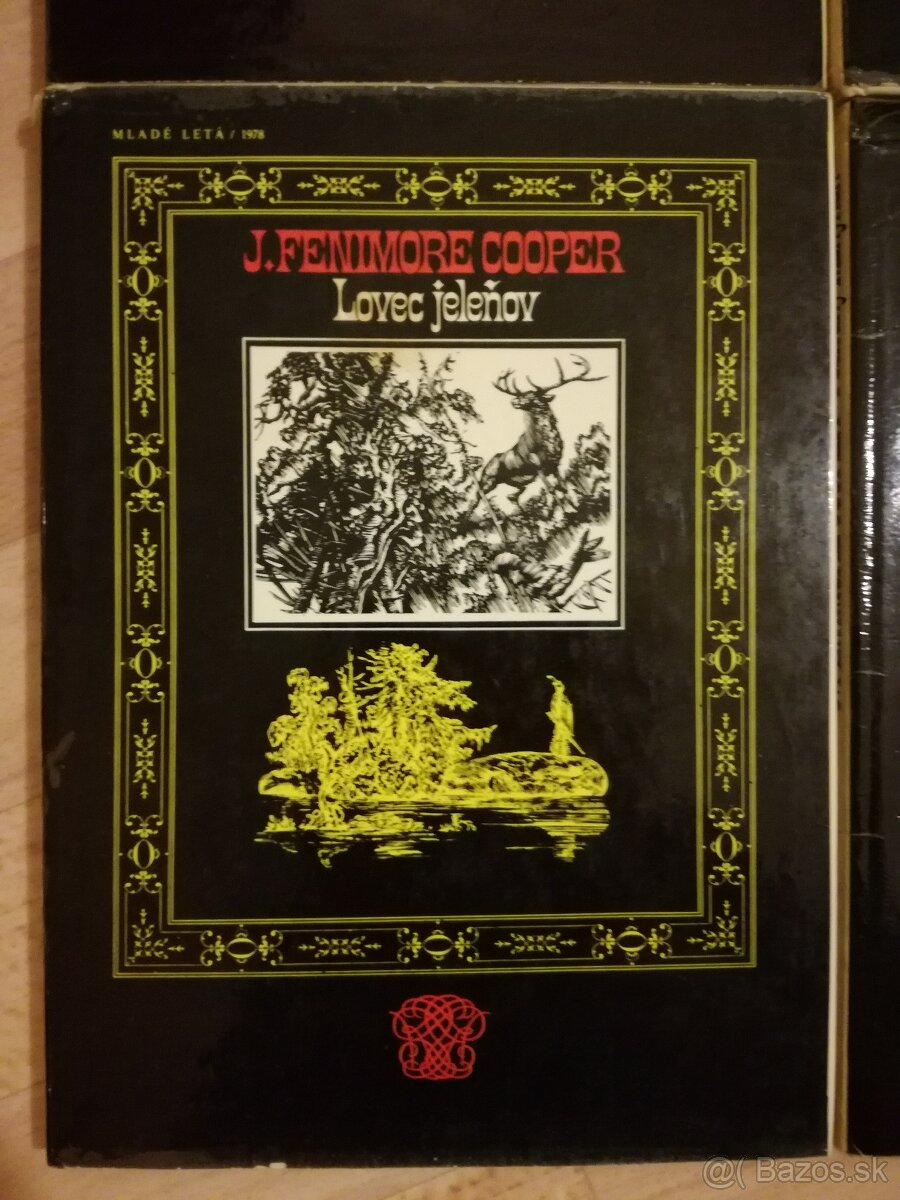 MLADÉ LETÁ / 1978
J. FENIMORE COOPER
Lovec jeleňov
@( Bazos.sk